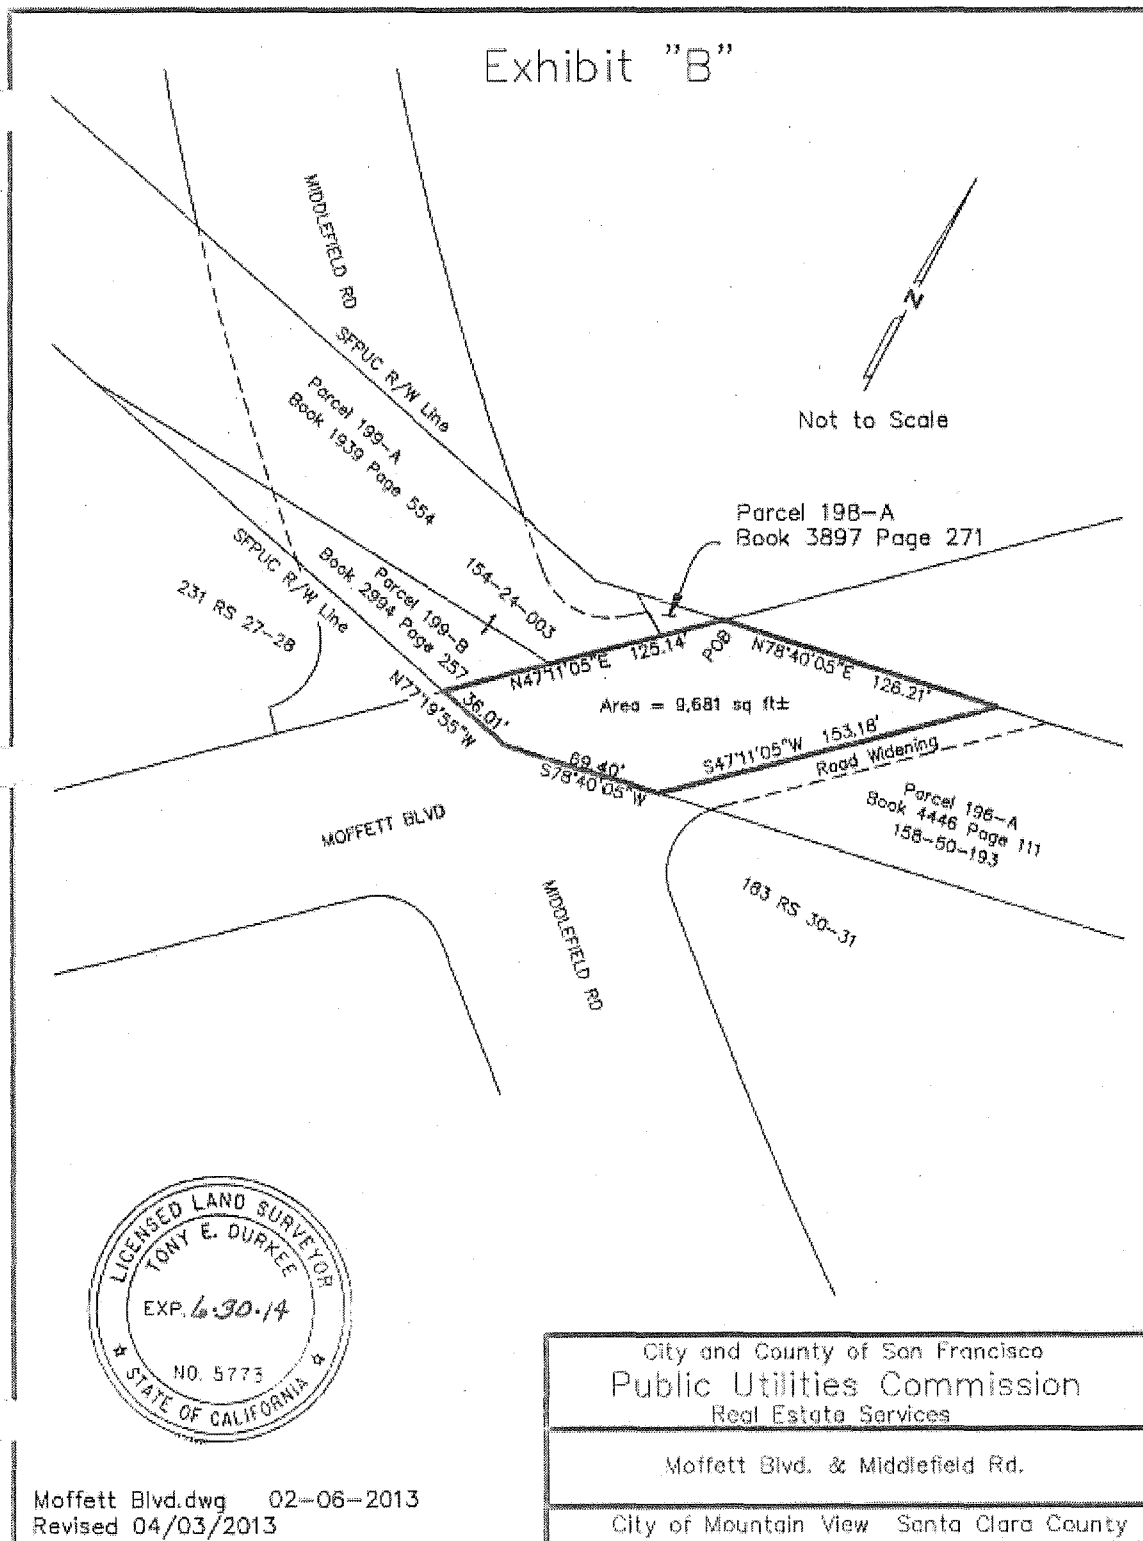 Exhibit "B"
MIDDLEFIELD RD
SFPUC R/W Line
Parcel 199-A
Book 1939 Page 554
N
Not to Scale
Parcel 198-A
Book 3897 Page 271
154-24-003
SFPUC R/W Line
231 RS 27-28
Parcel 199-B
Book 2994 Page 257
N47°11'05"E 125.14'
POB
N78°40'05"E 126.21'
N77°19'55"W
36.01'
Area = 9,681 sq ft±
69.40'
S78°40'05"W
S47°11'05"W 153.18'
Road Widening
Parcel 196-A
Book 4446 Page 111
158-50-193
MOFFETT BLVD
MIDDLEFIELD RD
183 RS 30-31
LICENSED LAND SURVEYOR
TONY E. DURKEE
EXP. 6-30-14
NO. 5773
STATE OF CALIFORNIA
City and County of San Francisco
Public Utilities Commission
Real Estate Services
Moffett Blvd. & Middlefield Rd.
City of Mountain View Santa Clara County
Moffett Blvd.dwg 02-06-2013
Revised 04/03/2013